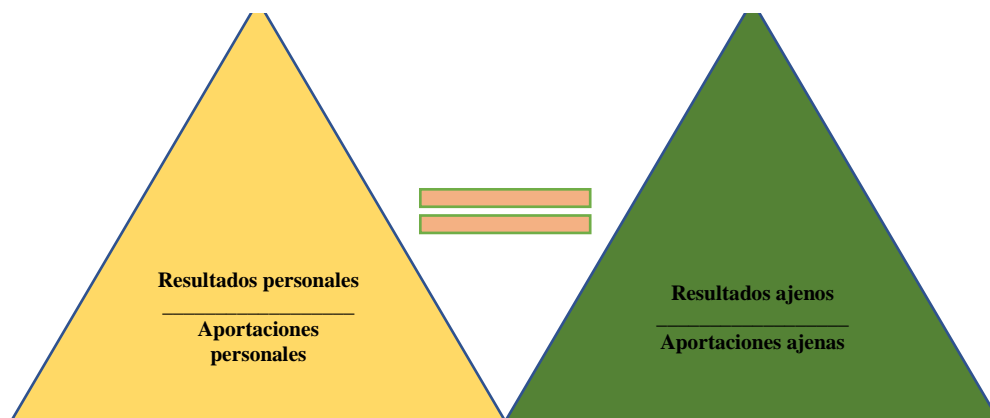 Resultados personales
Aportaciones
personales
Resultados ajenos
Aportaciones ajenas